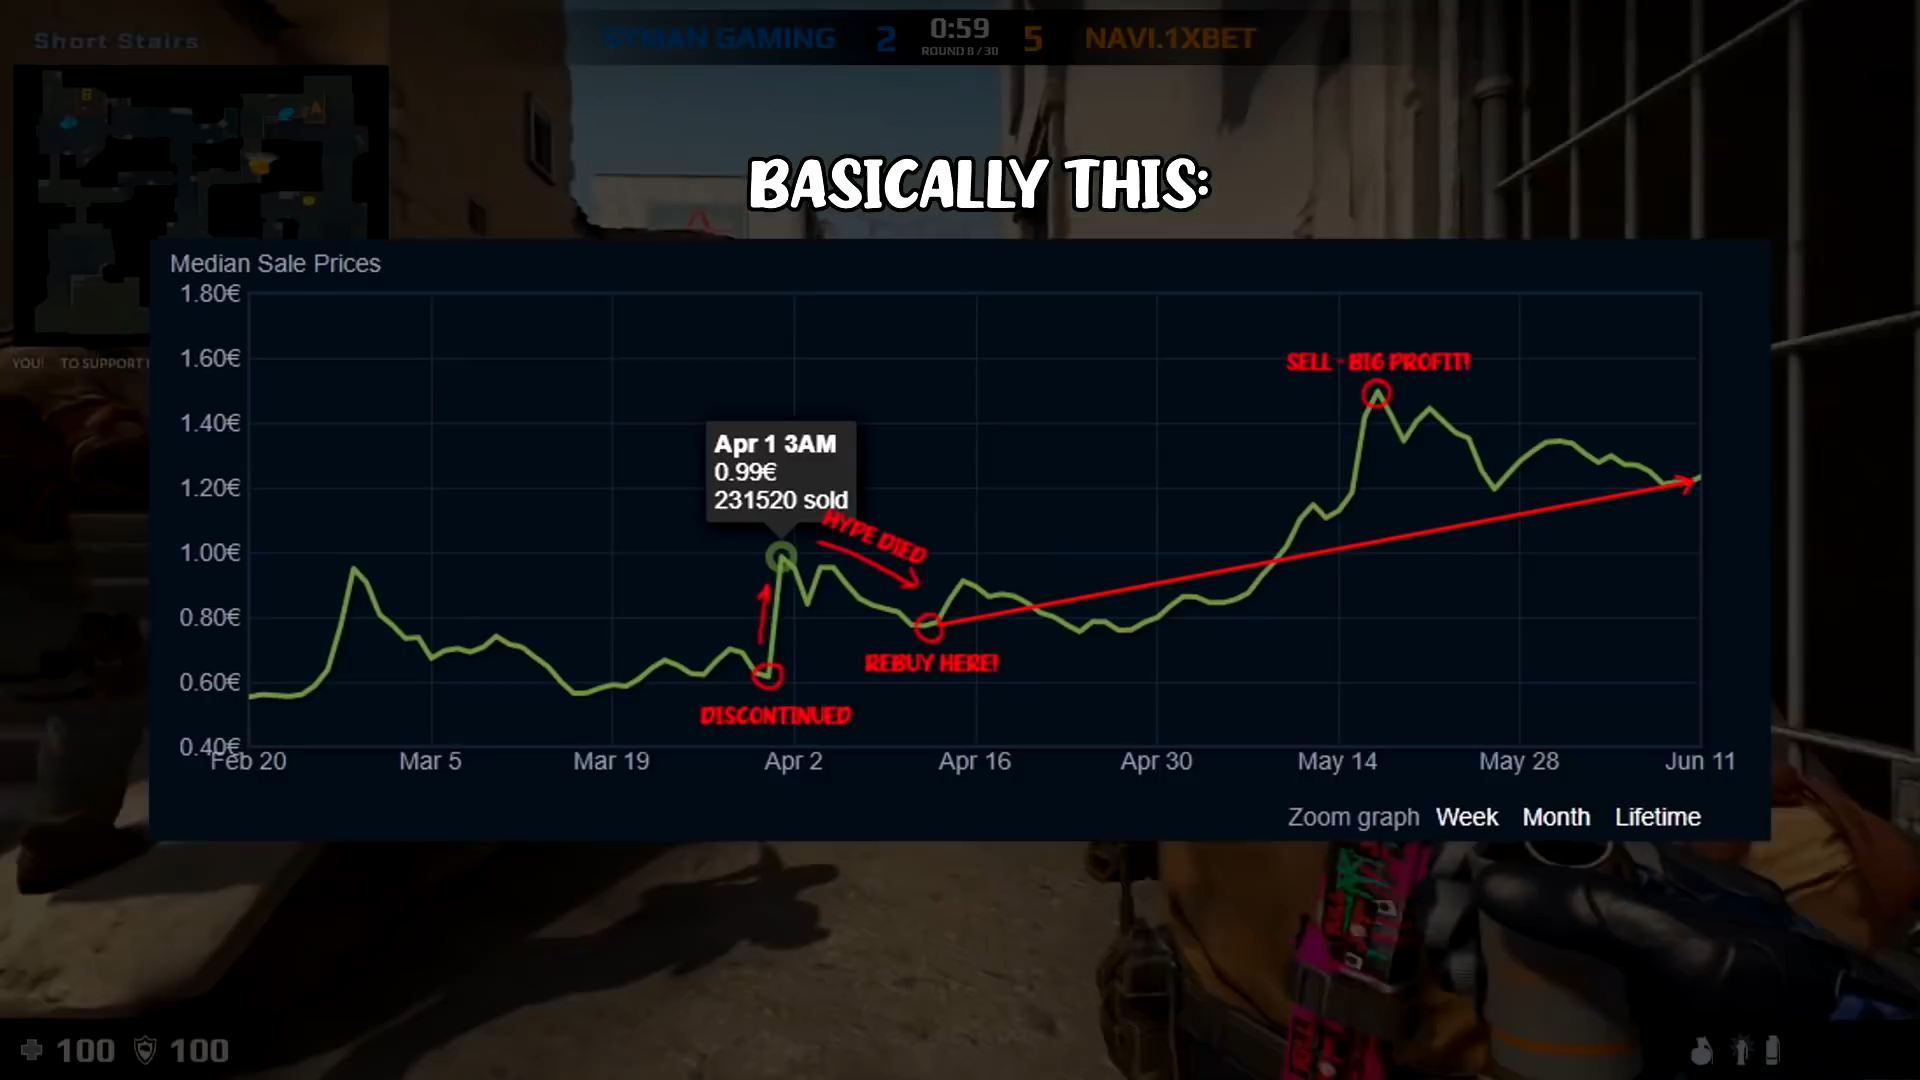 Short Stairs
SYRIAN GAMING 2 0:59 5 NAVI.1XBET
ROUND 8 / 30
B
A
BASICALLY THIS:
YOU! TO SUPPORT
Median Sale Prices
1.80€
1.60€
1.40€
1.20€
1.00€
0.80€
0.60€
0.40€
SELL - BIG PROFIT!
Apr 1 3AM
0.99€
231520 sold
HYPE DIED
REBUY HERE!
DISCONTINUED
Feb 20 Mar 5 Mar 19 Apr 2 Apr 16 Apr 30 May 14 May 28 Jun 11
Zoom graph Week Month Lifetime
100 100